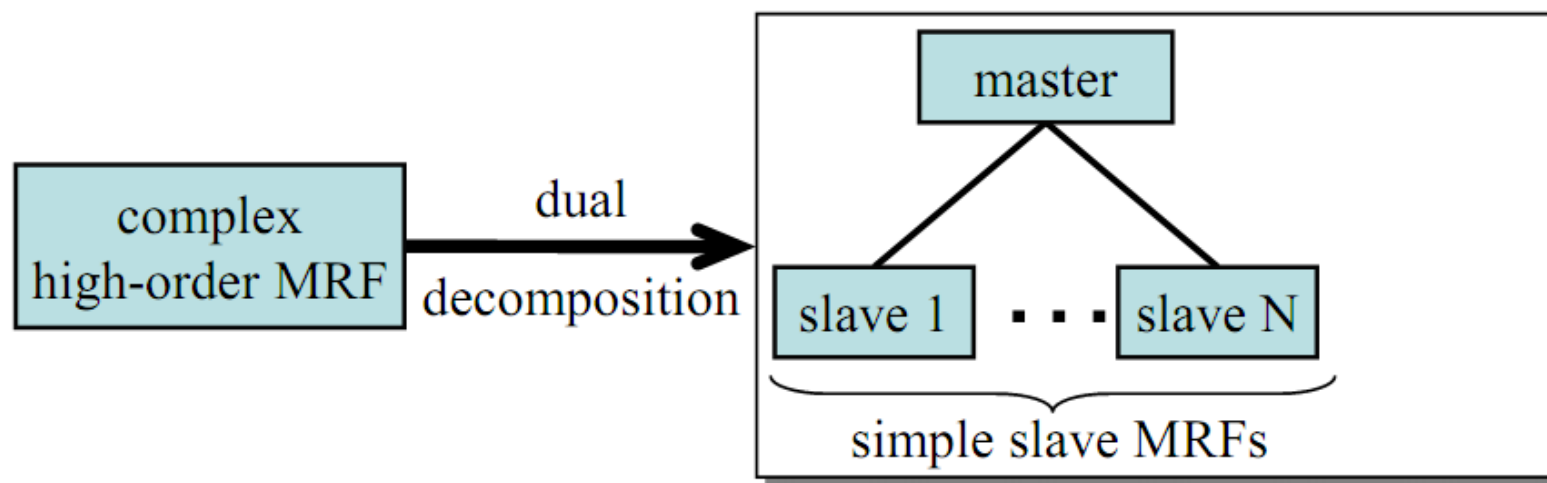 complex
high-order MRF
dual
decomposition
master
slave 1
. . .
slave N
simple slave MRFs